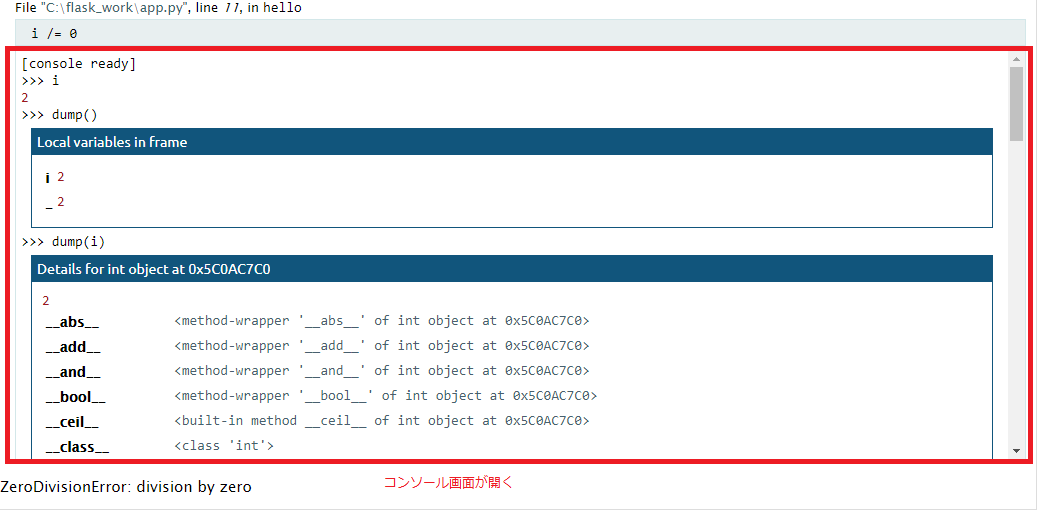 File "C:\flask_work\app.py", line 11, in hello
i /= 0
[console ready]
>>> i
2
>>> dump()
Local variables in frame
i 2
_ 2
>>> dump(i)
Details for int object at 0x5C0AC7C0
2
__abs__ <method-wrapper '__abs__' of int object at 0x5C0AC7C0>
__add__ <method-wrapper '__add__' of int object at 0x5C0AC7C0>
__and__ <method-wrapper '__and__' of int object at 0x5C0AC7C0>
__bool__ <method-wrapper '__bool__' of int object at 0x5C0AC7C0>
__ceil__ <built-in method __ceil__ of int object at 0x5C0AC7C0>
__class__ <class 'int'>
ZeroDivisionError: division by zero
コンソール画面が開く